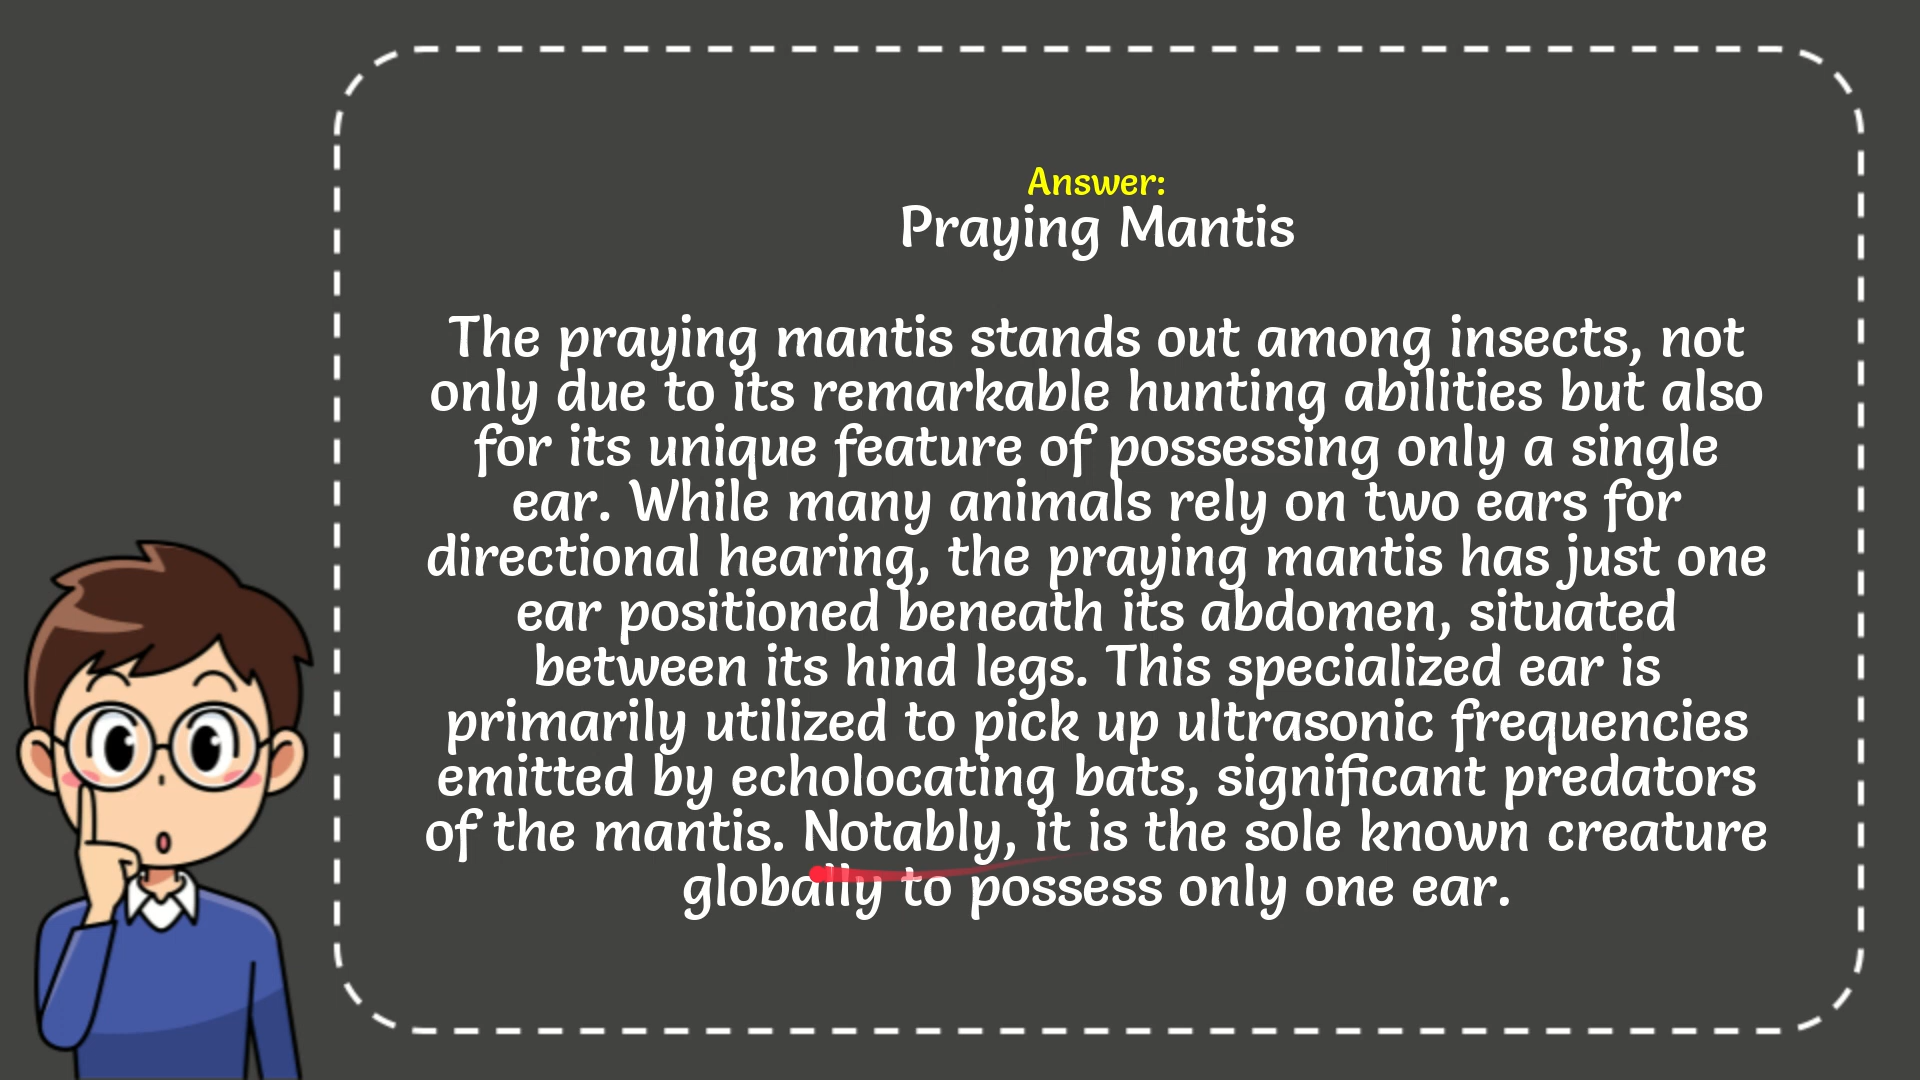 Answer:
Praying Mantis
The praying mantis stands out among insects, not
only due to its remarkable hunting abilities but also
for its unique feature of possessing only a single
ear. While many animals rely on two ears for
directional hearing, the praying mantis has just one
ear positioned beneath its abdomen, situated
between its hind legs. This specialized ear is
primarily utilized to pick up ultrasonic frequencies
emitted by echolocating bats, significant predators
of the mantis. Notably, it is the sole known creature
globally to possess only one ear.